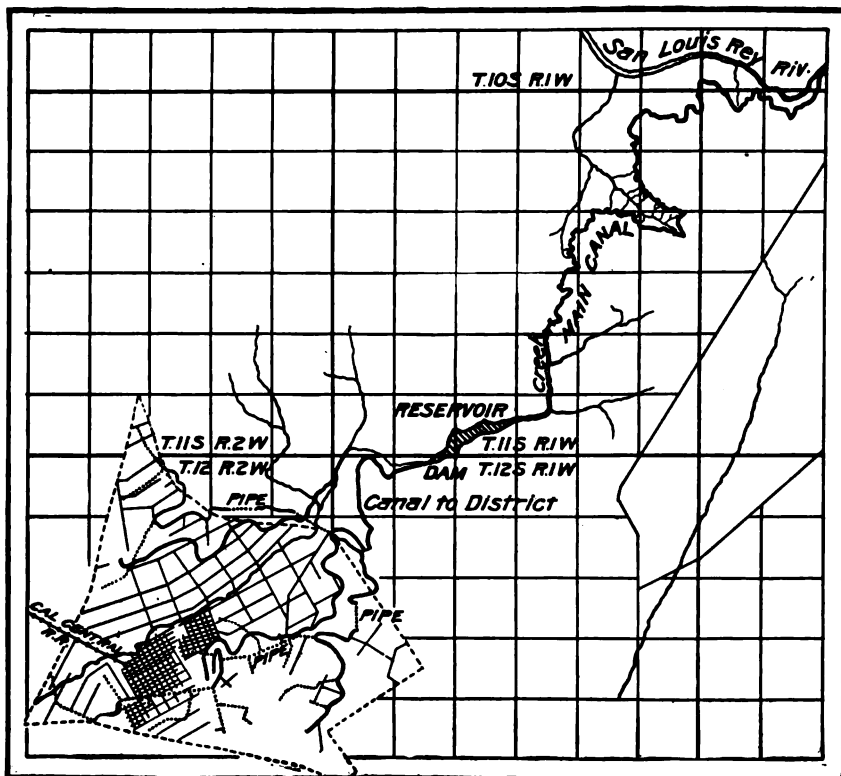 San Louis Rey Riv.
T.10S R.1W
MAIN CANAL
Creek
RESERVOIR
T.11S R.2W
T.11S R.1W
T.12 R.2W
DAM
T.12S R.1W
PIPE
Canal to District
CAL CENTRAL
R.R.
PIPE
PIPE